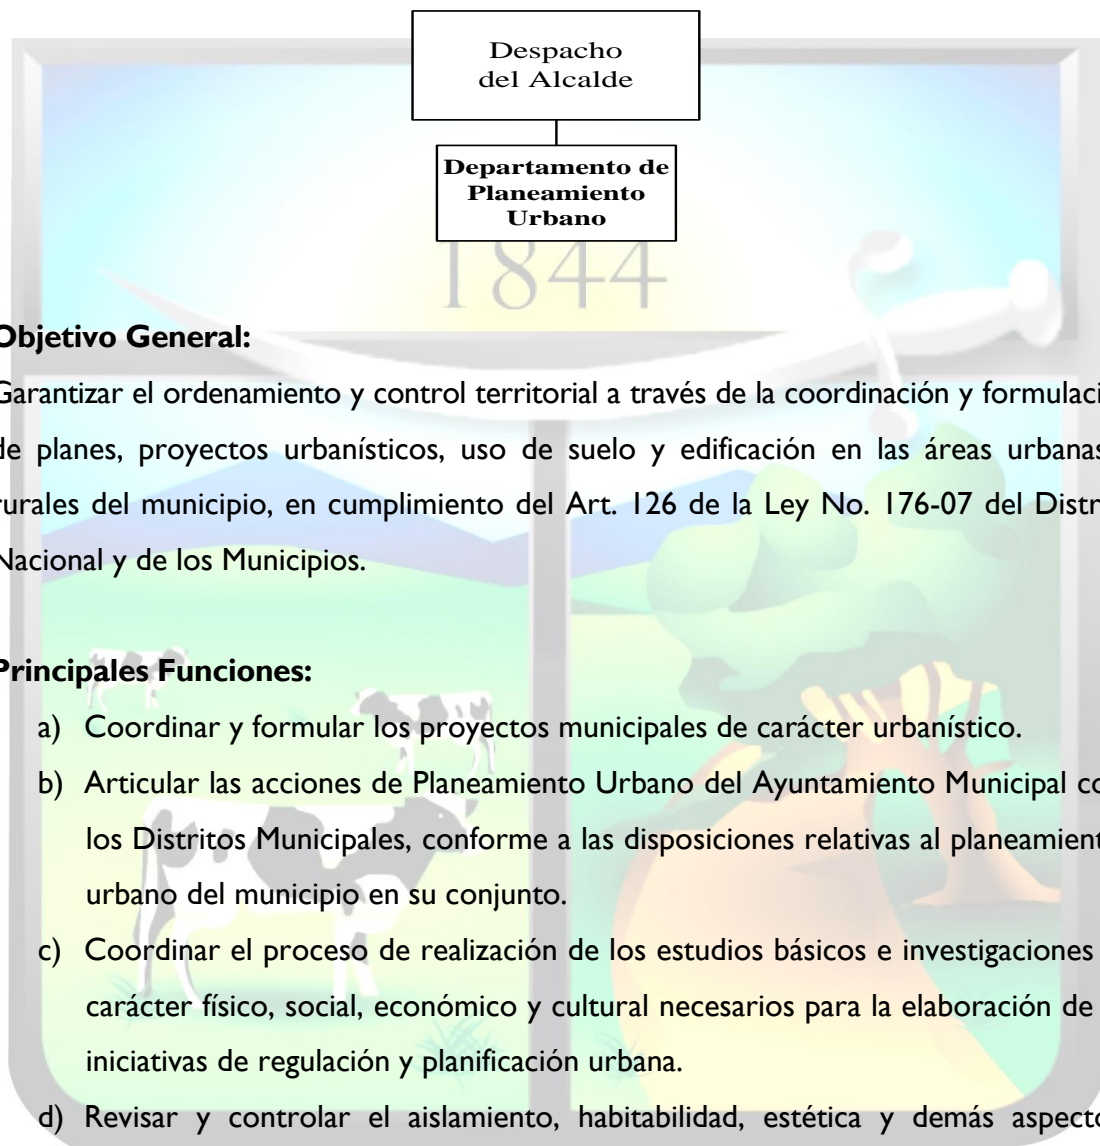 Despacho
del Alcalde
Departamento de
Planeamiento
Urbano
1844
Objetivo General:
Garantizar el ordenamiento y control territorial a través de la coordinación y formulaci
de planes, proyectos urbanísticos, uso de suelo y edificación en las áreas urbanas
rurales del municipio, en cumplimiento del Art. 126 de la Ley No. 176-07 del Distr
Nacional y de los Municipios.
Principales Funciones:
a) Coordinar y formular los proyectos municipales de carácter urbanístico.
b) Articular las acciones de Planeamiento Urbano del Ayuntamiento Municipal co
los Distritos Municipales, conforme a las disposiciones relativas al planeamient
urbano del municipio en su conjunto.
c) Coordinar el proceso de realización de los estudios básicos e investigaciones
carácter físico, social, económico y cultural necesarios para la elaboración de
iniciativas de regulación y planificación urbana.
d) Revisar y controlar el aislamiento, habitabilidad, estética y demás aspecto